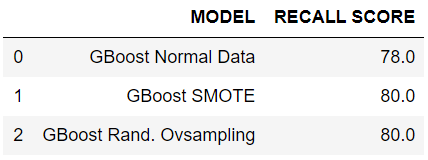 MODEL RECALL SCORE
0 GBoost Normal Data 78.0
1 GBoost SMOTE 80.0
2 GBoost Rand. Ovsampling 80.0